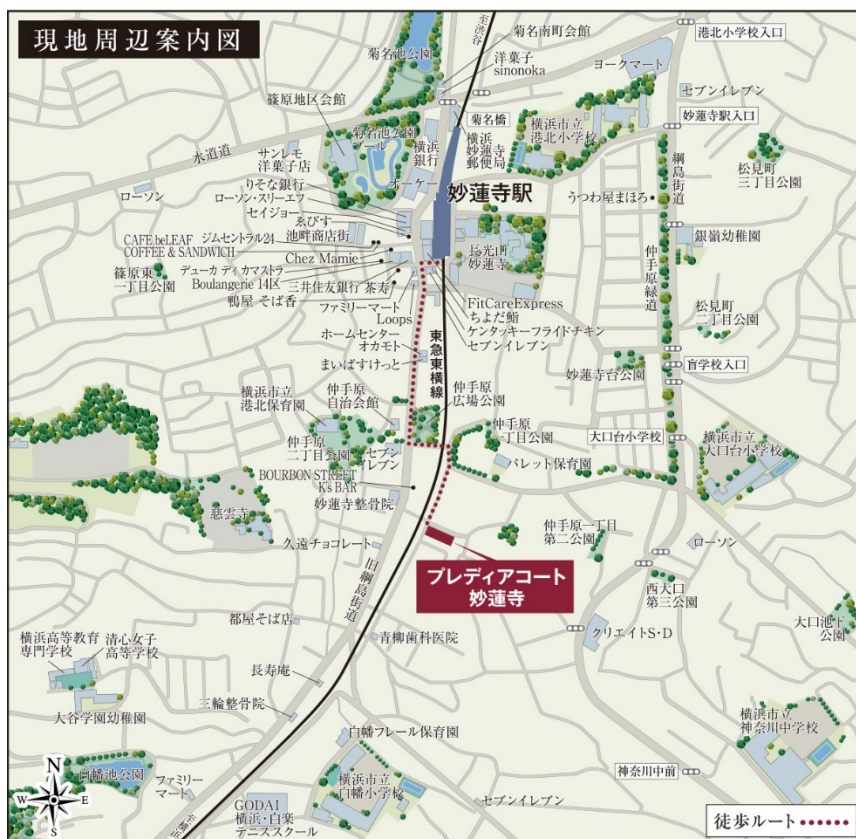 現地周辺案内図
至渋谷
菊名南町会館
港北小学校入口
菊名池公園
洋菓子
sinonoka
ヨークマート
セブンイレブン
篠原地区会館
菊名橋
妙蓮寺駅入口
菊名池公園
プール
横浜
銀行
横浜
妙蓮寺
郵便局
横浜市立
港北小学校
水道道
サンレモ
洋菓子店
綱島街道
松見町
三丁目公園
オーケー
りそな銀行
ローソン・スリーエフ
セイジョー
ゑびす
池畔商店街
妙蓮寺駅
うつわ屋まほろ
ローソン
銀嶺幼稚園
仲手原緑道
CAFE beLEAF
COFFEE & SANDWICH
ジムセントラル24
Chez Mamie
長光山
妙蓮寺
篠原東
一丁目公園
デューカ ディ カマストラ
Boulangerie 14区
三井住友銀行
茶寿
鴨屋 そば香
ファミリーマート
Loops
FitCareExpress
ちよだ鮨
ケンタッキーフライドチキン
セブンイレブン
松見町
二丁目公園
ホームセンター
オカモト
東急東横線
まいばすけっと
妙蓮寺台公園
盲学校入口
横浜市立
港北保育園
仲手原
自治会館
仲手原
広場公園
仲手原
二丁目公園
セブン
イレブン
仲手原
一丁目公園
大口台小学校
横浜市立
大口台小学校
パレット保育園
BOURBON STREET
K's BAR
妙蓮寺整骨院
慈雲寺
久遠チョコレート
仲手原一丁目
第二公園
ローソン
旧綱島街道
プレディアコート
妙蓮寺
西大口
第三公園
大口池下
公園
都屋そば店
青柳歯科医院
クリエイトS・D
横浜高等教育
専門学校
清心女子
高等学校
長寿庵
大谷学園幼稚園
三輪整骨院
横浜市立
神奈川中学校
白幡フレール保育園
神奈川中前
白幡池公園
ファミリー
マート
横浜市立
白幡小学校
N
W
E
S
GODAI
横浜・白楽
テニススクール
セブンイレブン
至横浜
徒歩ルート